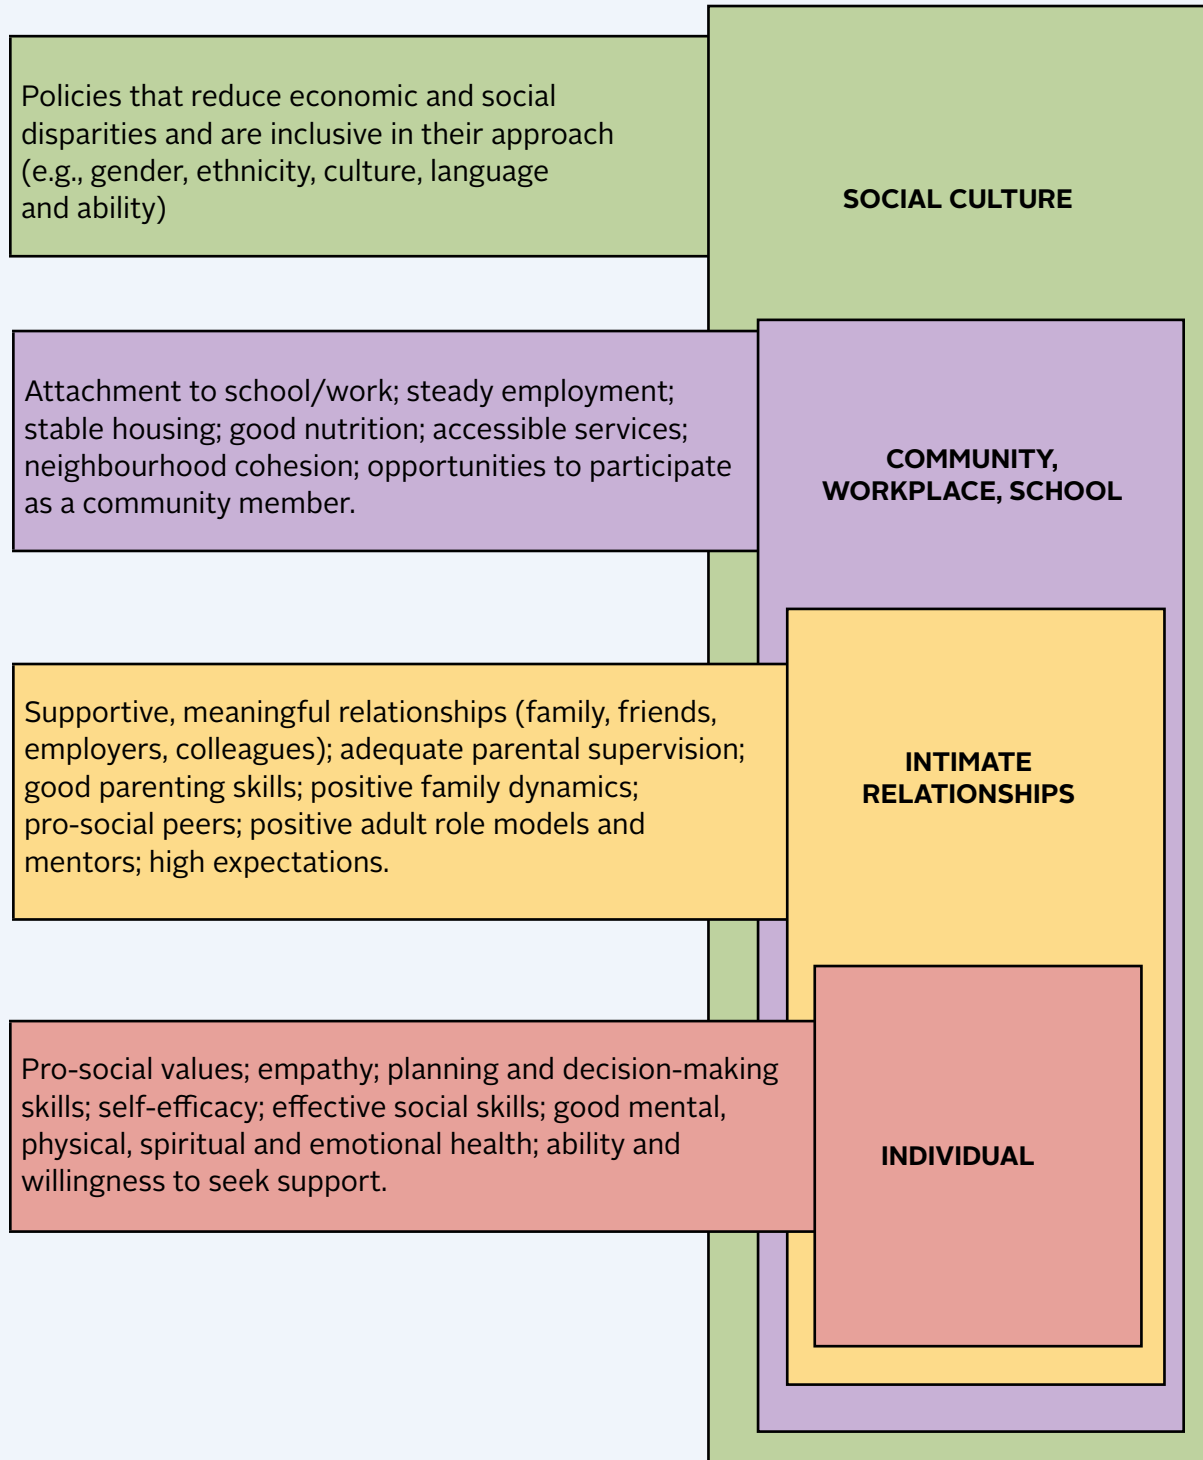 Policies that reduce economic and social
disparities and are inclusive in their approach
(e.g., gender, ethnicity, culture, language
and ability)
SOCIAL CULTURE
Attachment to school/work; steady employment;
stable housing; good nutrition; accessible services;
neighbourhood cohesion; opportunities to participate
as a community member.
COMMUNITY,
WORKPLACE, SCHOOL
Supportive, meaningful relationships (family, friends,
employers, colleagues); adequate parental supervision;
good parenting skills; positive family dynamics;
pro-social peers; positive adult role models and
mentors; high expectations.
INTIMATE
RELATIONSHIPS
Pro-social values; empathy; planning and decision-making
skills; self-efficacy; effective social skills; good mental,
physical, spiritual and emotional health; ability and
willingness to seek support.
INDIVIDUAL